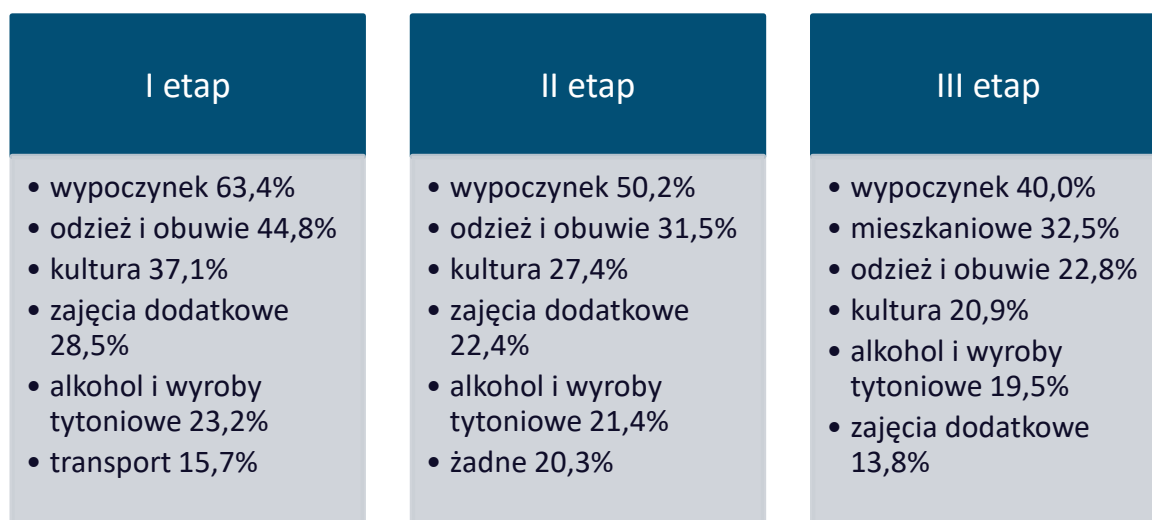 I etap
• wypoczynek 63,4%
• odzież i obuwie 44,8%
• kultura 37,1%
• zajęcia dodatkowe
28,5%
• alkohol i wyroby
tytoniowe 23,2%
• transport 15,7%
II etap
• wypoczynek 50,2%
• odzież i obuwie 31,5%
• kultura 27,4%
• zajęcia dodatkowe
22,4%
• alkohol i wyroby
tytoniowe 21,4%
• żadne 20,3%
III etap
• wypoczynek 40,0%
• mieszkaniowe 32,5%
• odzież i obuwie 22,8%
• kultura 20,9%
• alkohol i wyroby
tytoniowe 19,5%
• zajęcia dodatkowe
13,8%